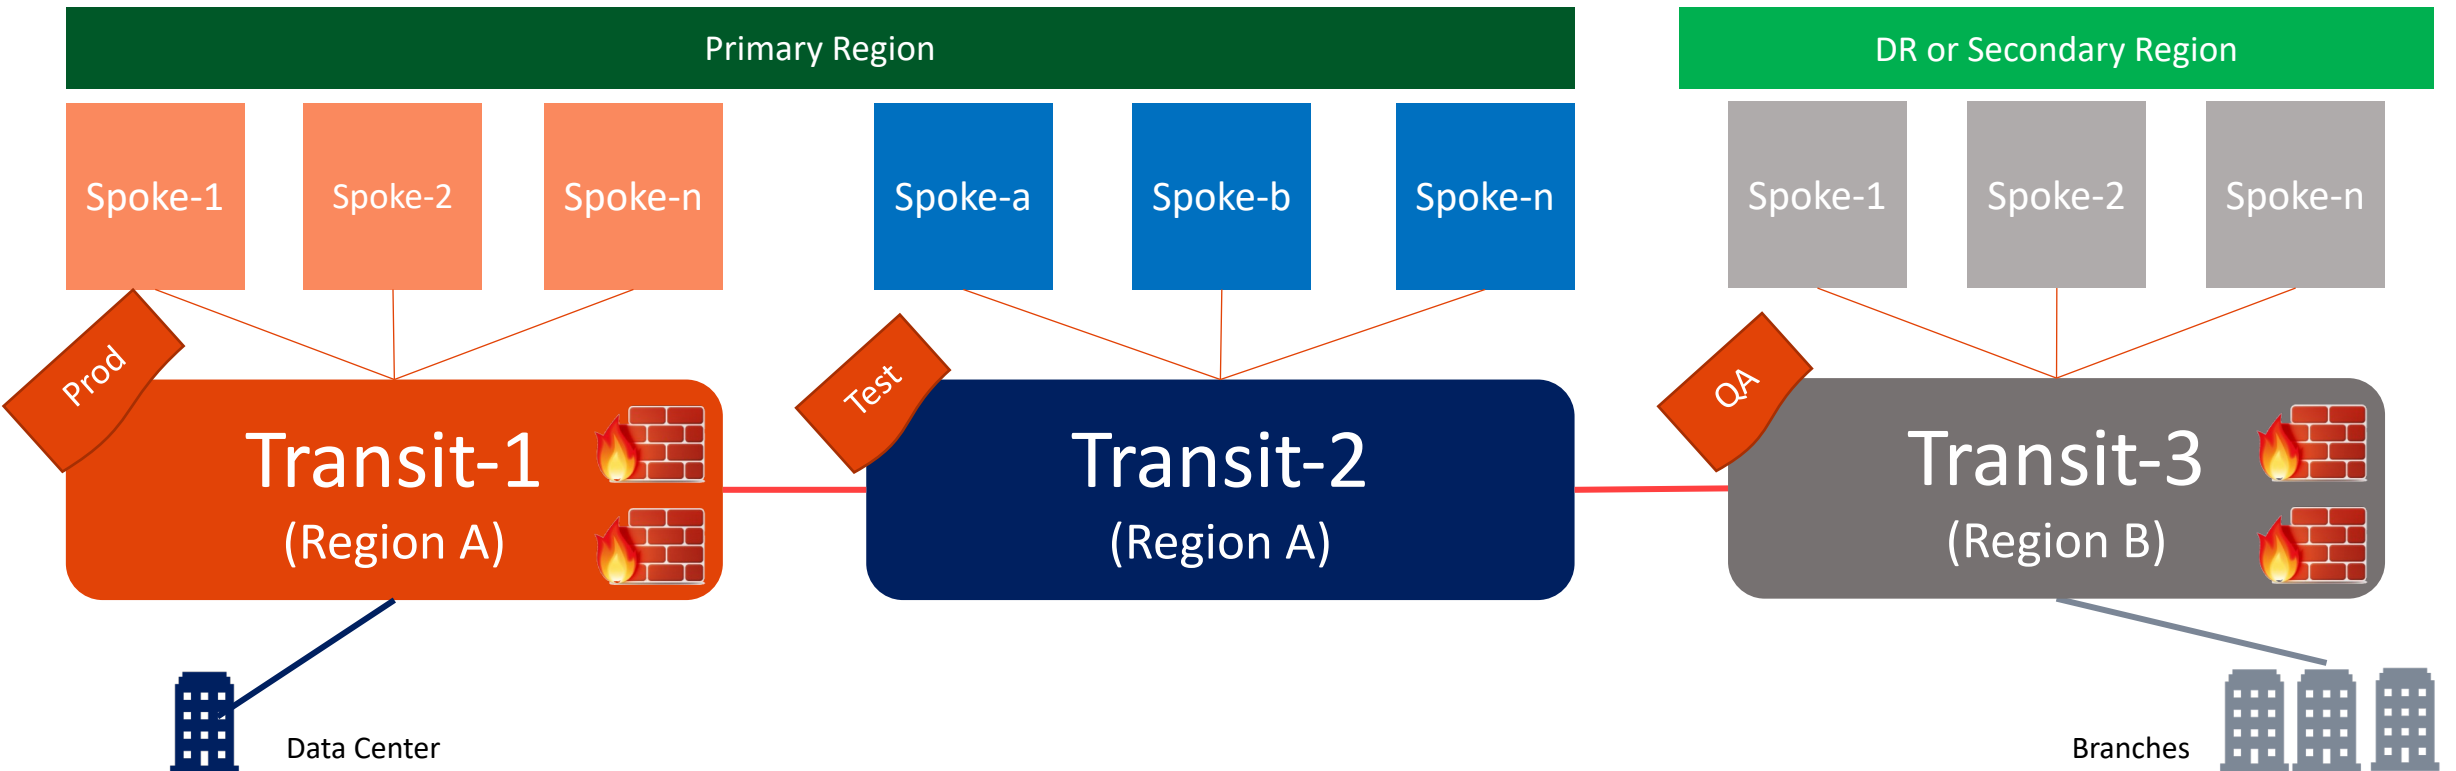 Primary Region
DR or Secondary Region
Spoke-1
Spoke-2
Spoke-n
Spoke-a
Spoke-b
Spoke-n
Spoke-1
Spoke-2
Spoke-n
Prod
Test
QA
Transit-1
(Region A)
Transit-2
(Region A)
Transit-3
(Region B)
Data Center
Branches